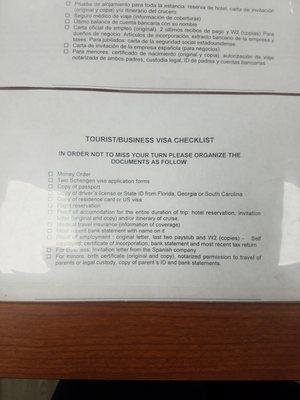 ☐ Prueba de alojamiento para toda la estancia: reserva de hotel, carta de invitación
(original y copia) y/o itinerario del crucero
☐ Seguro médico de viaje (información de coberturas)
☐ Último balance de cuenta bancaria con su nombre
☐ Carta oficial de empleo (original), 2 últimos recibos de pago y W2 (copias) Para
dueños de negocio: Artículos de incorporación, extracto bancario de la empresa y
taxes. Para jubilados: carta de la seguridad social estadounidense.
☐ Carta de invitación de la empresa española (para negocios)
☐ Para menores: certificado de nacimiento (original y copia), autorización de viaje
notarizada de ambos padres, custodia legal, ID de padres y cuentas bancarias
TOURIST/BUSINESS VISA CHECKLIST
IN ORDER NOT TO MISS YOUR TURN PLEASE ORGANIZE THE
DOCUMENTS AS FOLLOW:
☐ Money Order
☐ Two Schengen visa application forms
☐ Copy of passport
☐ Copy of driver's license or State ID from Florida, Georgia or South Carolina
☐ Copy of residence card or US visa
☐ Flight reservation
☐ Proof of accomodation for the entire duration of trip: hotel reservation, invitation
letter (original and copy) and/or itinerary of cruise.
☐ Medical travel insurance (information of coverage)
☐ Most recent bank statement with name on it
☐ Proof of employment : original letter, last two paystub and W2 (copies) - Self
employed: certificate of incorporation, bank statement and most recent tax return
☐ For Business: Invitation letter from the Spanish company
☐ For minors: birth certificate (original and copy), notarized permission to travel of
parents or legal custody, copy of parent´s ID and bank statements.